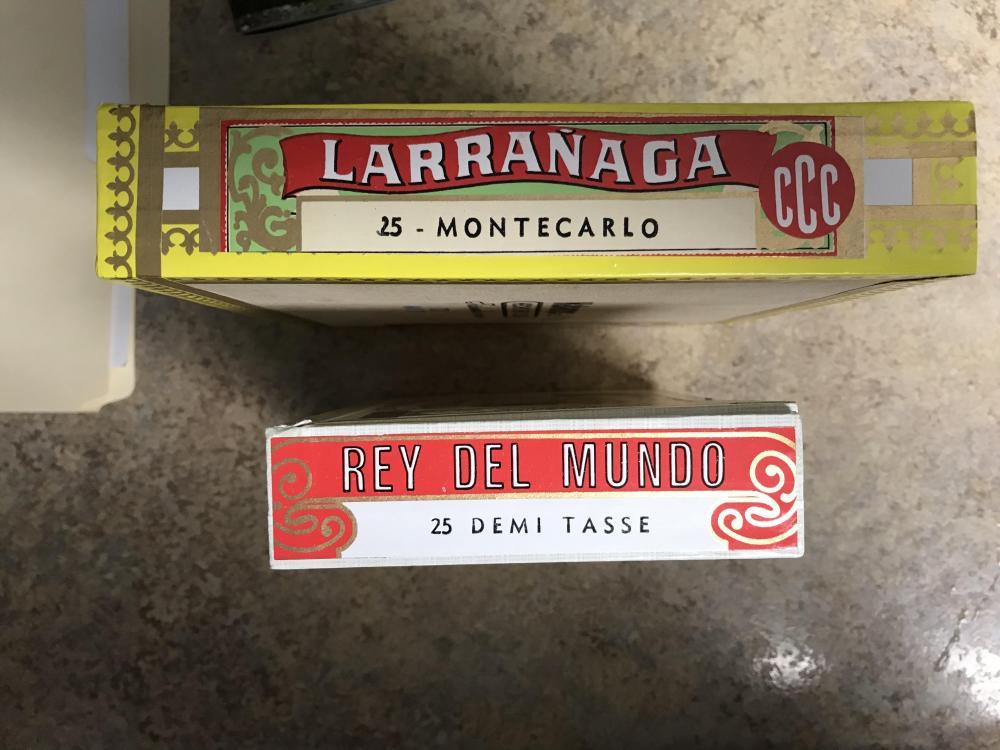 LARRAÑAGA
CCC
25 - MONTECARLO
REY DEL MUNDO
25 DEMI TASSE